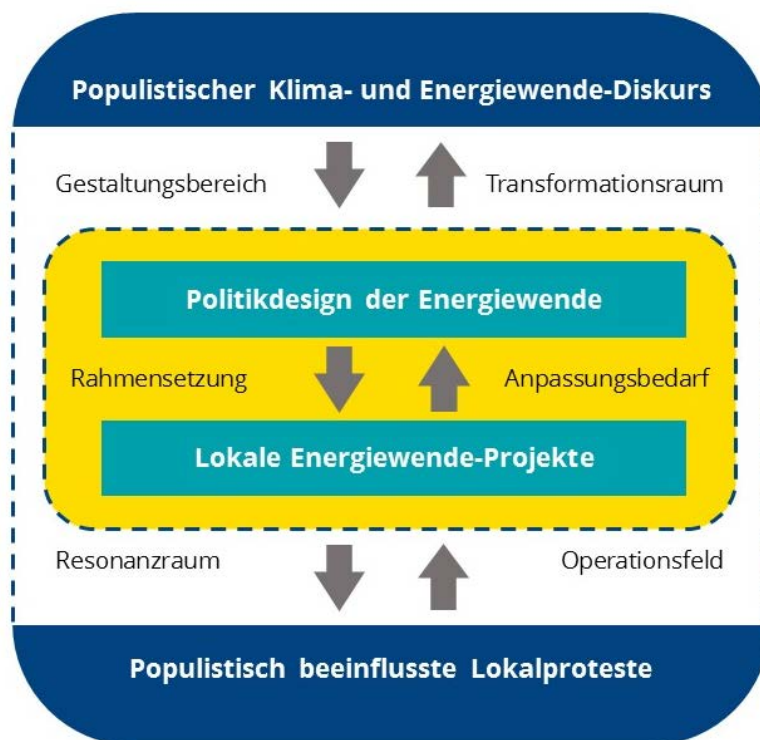 Populistischer Klima- und Energiewende-Diskurs
Gestaltungsbereich
Transformationsraum
Politikdesign der Energiewende
Rahmensetzung
Anpassungsbedarf
Lokale Energiewende-Projekte
Resonanzraum
Operationsfeld
Populistisch beeinflusste Lokalproteste